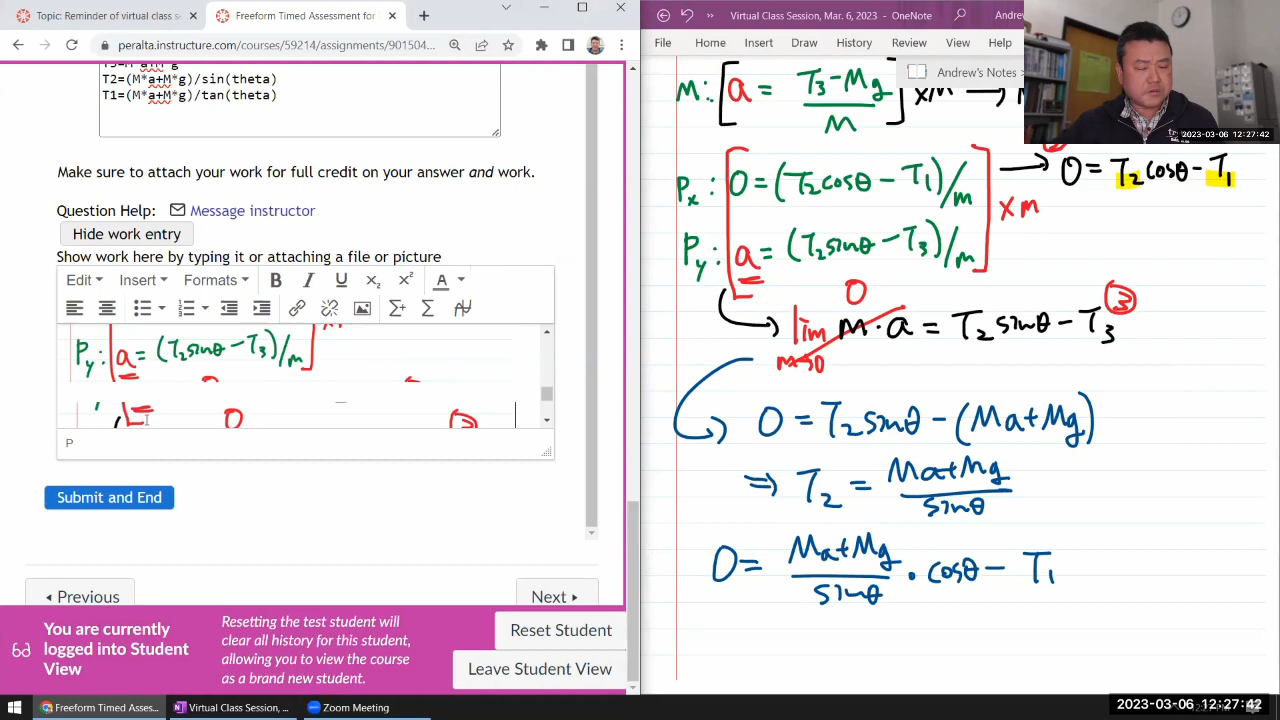 Topic Reminder of virtual class s
Freeform Timed Assessment for
peralta.instructure.com/courses/59214/assignments/901504
T2=(M*a+M*g)/sin(theta)
T1=(M*a+M*g)/tan(theta)
Make sure to attach your work for full credit on your answer and work.
Question Help: Message instructor
Hide work entry
Show work here by typing it or attaching a file or picture
Edit Insert Formats B I U x₂ x² A
Σ+ Σ
Py: [a = (T₂sinθ - T₃)/m]
0
P
Submit and End
Previous
Next
You are currently logged into Student View
Resetting the test student will clear all history for this student, allowing you to view the course as a brand new student.
Reset Student
Leave Student View
Virtual Class Session, Mar. 6, 2023 - OneNote
Andre
File Home Insert Draw History Review View Help
Andrew's Notes
M: [a = (T₃ - Mg)/M] × M →
Px: [0 = (T₂cosθ - T₁)/m → 0 = T₂cosθ - T₁
× m
Py: a = (T₂sinθ - T₃)/m]
0
lim m→0 m·a = T₂sinθ - T₃ ③
0 = T₂sinθ - (Ma+Mg)
⇒ T₂ = (Ma+Mg)/sinθ
0 = (Ma+Mg)/sinθ · cosθ - T₁
2023-03-06 12:27:42
Freeform Timed Asses...
Virtual Class Session, ...
Zoom Meeting
2023-03-06 12:27:42